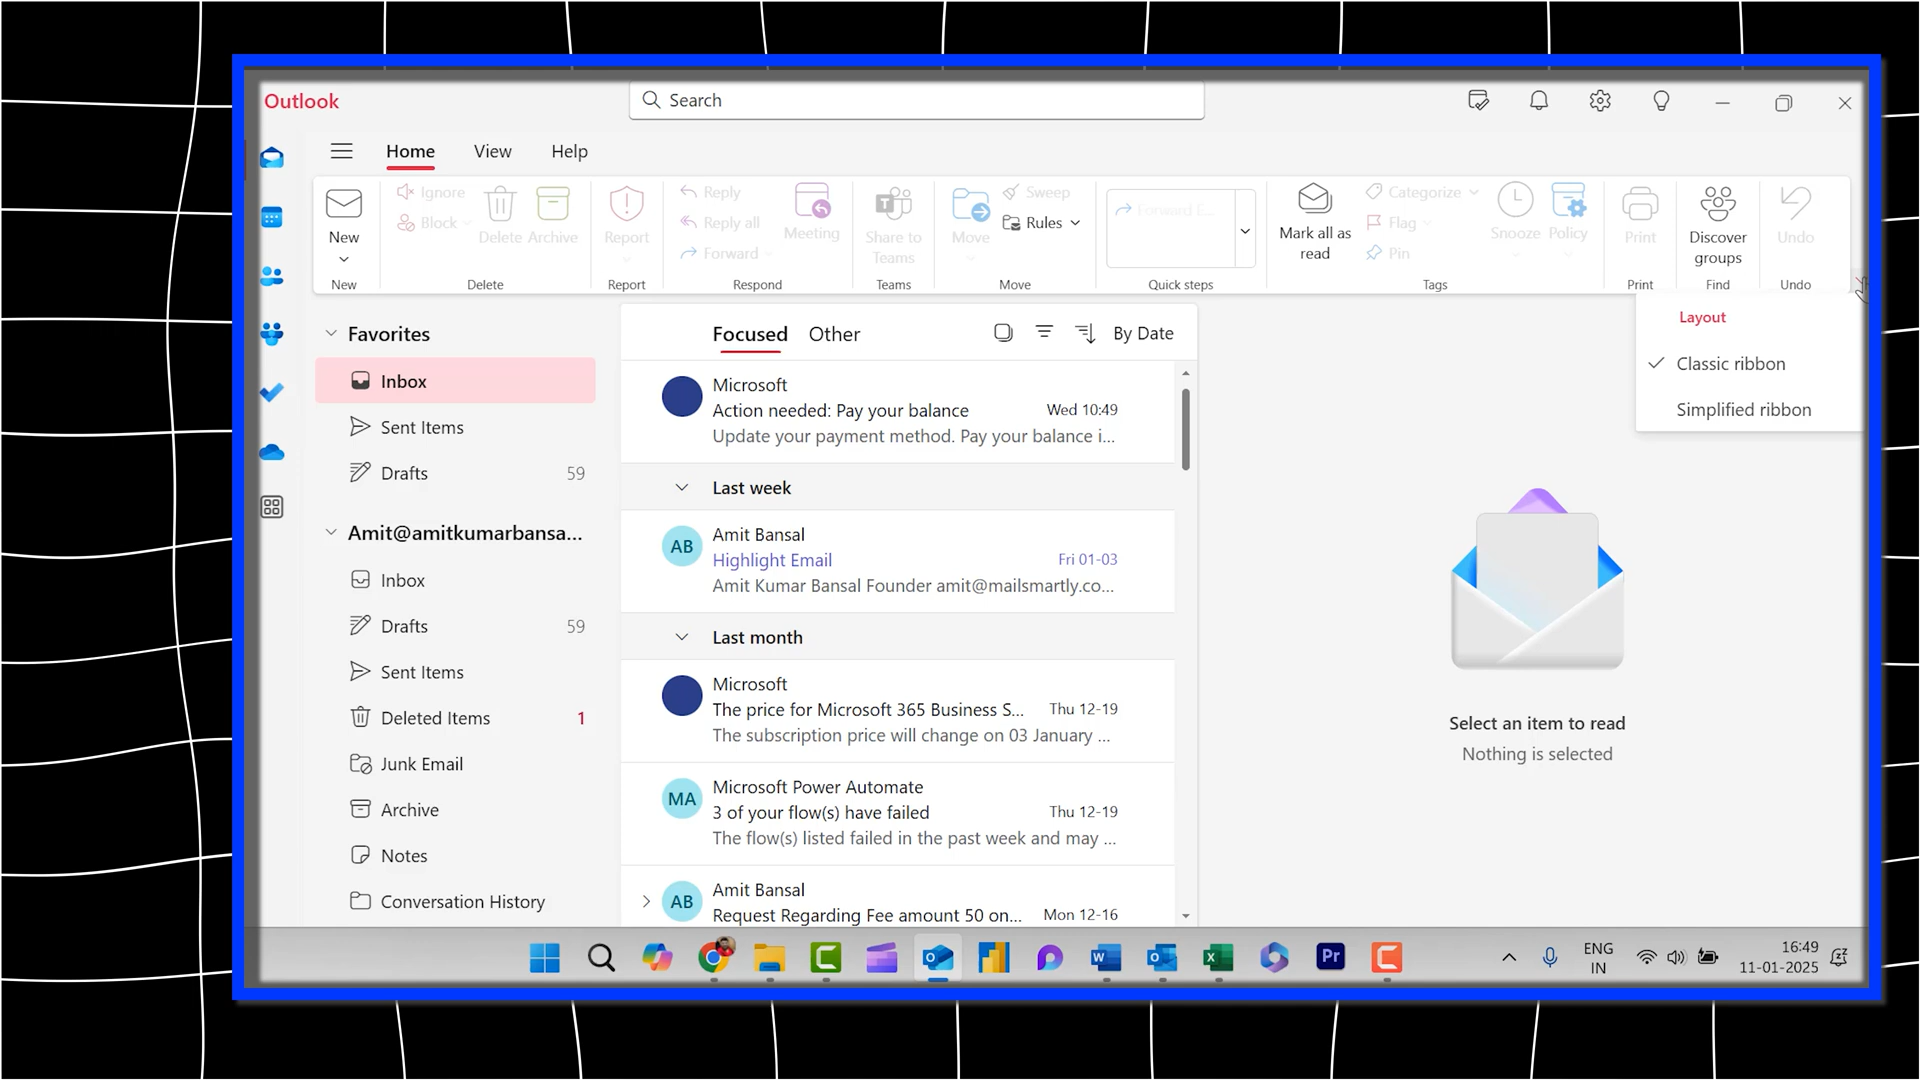 Outlook
Search
Home View Help
New
Ignore
Block
Delete
Archive
Report
Reply
Reply all
Forward
Meeting
Share to
Teams
Move
Sweep
Rules
Forward E...
Mark all as
read
Categorize
Flag
Pin
Snooze
Policy
Print
Discover
groups
Undo
New Delete Report Respond Teams Move Quick steps Tags Print Find Undo
Layout
Classic ribbon
Simplified ribbon
Favorites
Inbox
Sent Items
Drafts 59
Amit@amitkumarbansa...
Inbox
Drafts 59
Sent Items
Deleted Items 1
Junk Email
Archive
Notes
Conversation History
Focused Other By Date
Microsoft
Action needed: Pay your balance Wed 10:49
Update your payment method. Pay your balance i...
Last week
AB
Amit Bansal
Highlight Email Fri 01-03
Amit Kumar Bansal Founder amit@mailsmartly.co...
Last month
Microsoft
The price for Microsoft 365 Business S... Thu 12-19
The subscription price will change on 03 January ...
MA
Microsoft Power Automate
3 of your flow(s) have failed Thu 12-19
The flow(s) listed failed in the past week and may ...
AB
Amit Bansal
Request Regarding Fee amount 50 on... Mon 12-16
Select an item to read
Nothing is selected
Pr
ENG
IN
16:49
11-01-2025